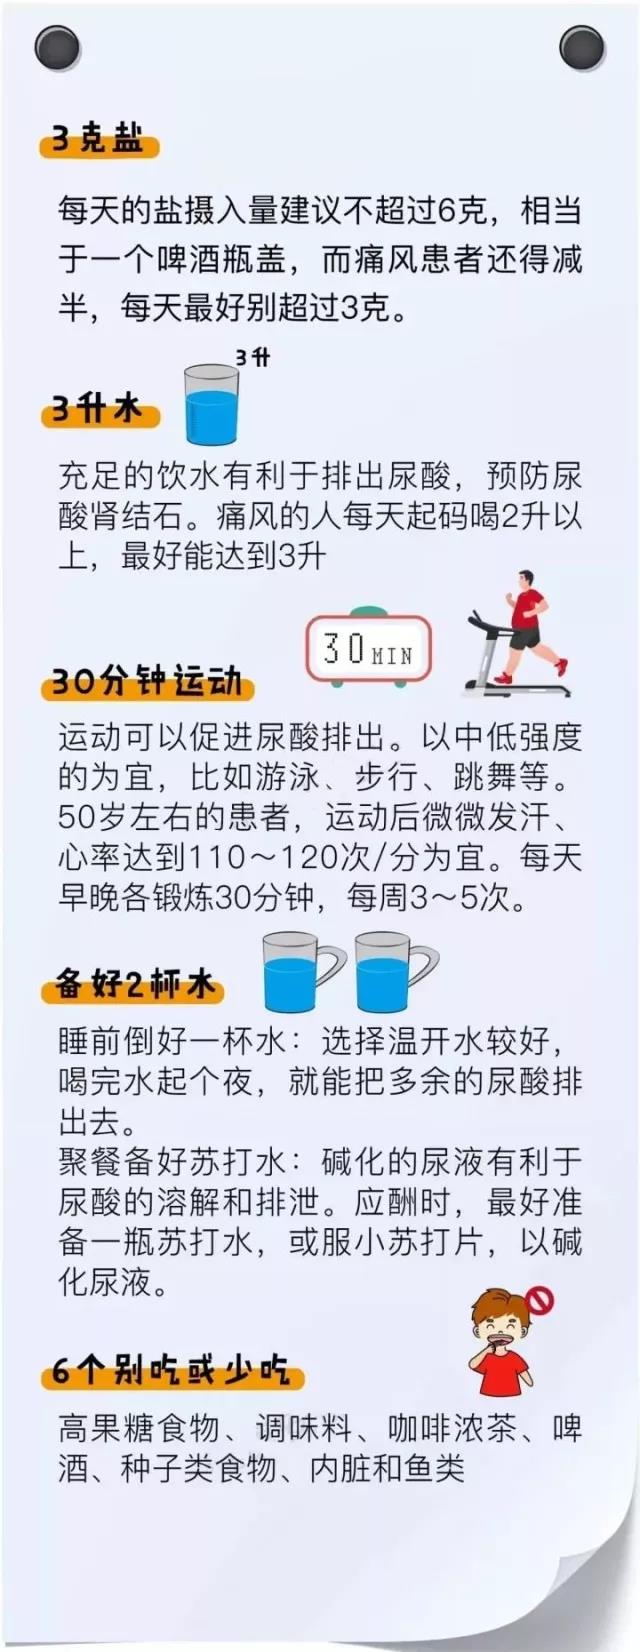 3克盐
每天的盐摄入量建议不超过6克，相当
于一个啤酒瓶盖，而痛风患者还得减
半，每天最好别超过3克。
3升
3升水
充足的饮水有利于排出尿酸，预防尿
酸肾结石。痛风的人每天起码喝2升以
上，最好能达到3升
30MIN
30分钟运动
运动可以促进尿酸排出。以中低强度
的为宜，比如游泳、步行、跳舞等。
50岁左右的患者，运动后微微发汗、
心率达到110～120次/分为宜。每天
早晚各锻炼30分钟，每周3～5次。
备好2杯水
睡前倒好一杯水：选择温开水较好，
喝完水起个夜，就能把多余的尿酸排
出去。
聚餐备好苏打水：碱化的尿液有利于
尿酸的溶解和排泄。应酬时，最好准
备一瓶苏打水，或服小苏打片，以碱
化尿液。
6个别吃或少吃
高果糖食物、调味料、咖啡浓茶、啤
酒、种子类食物、内脏和鱼类